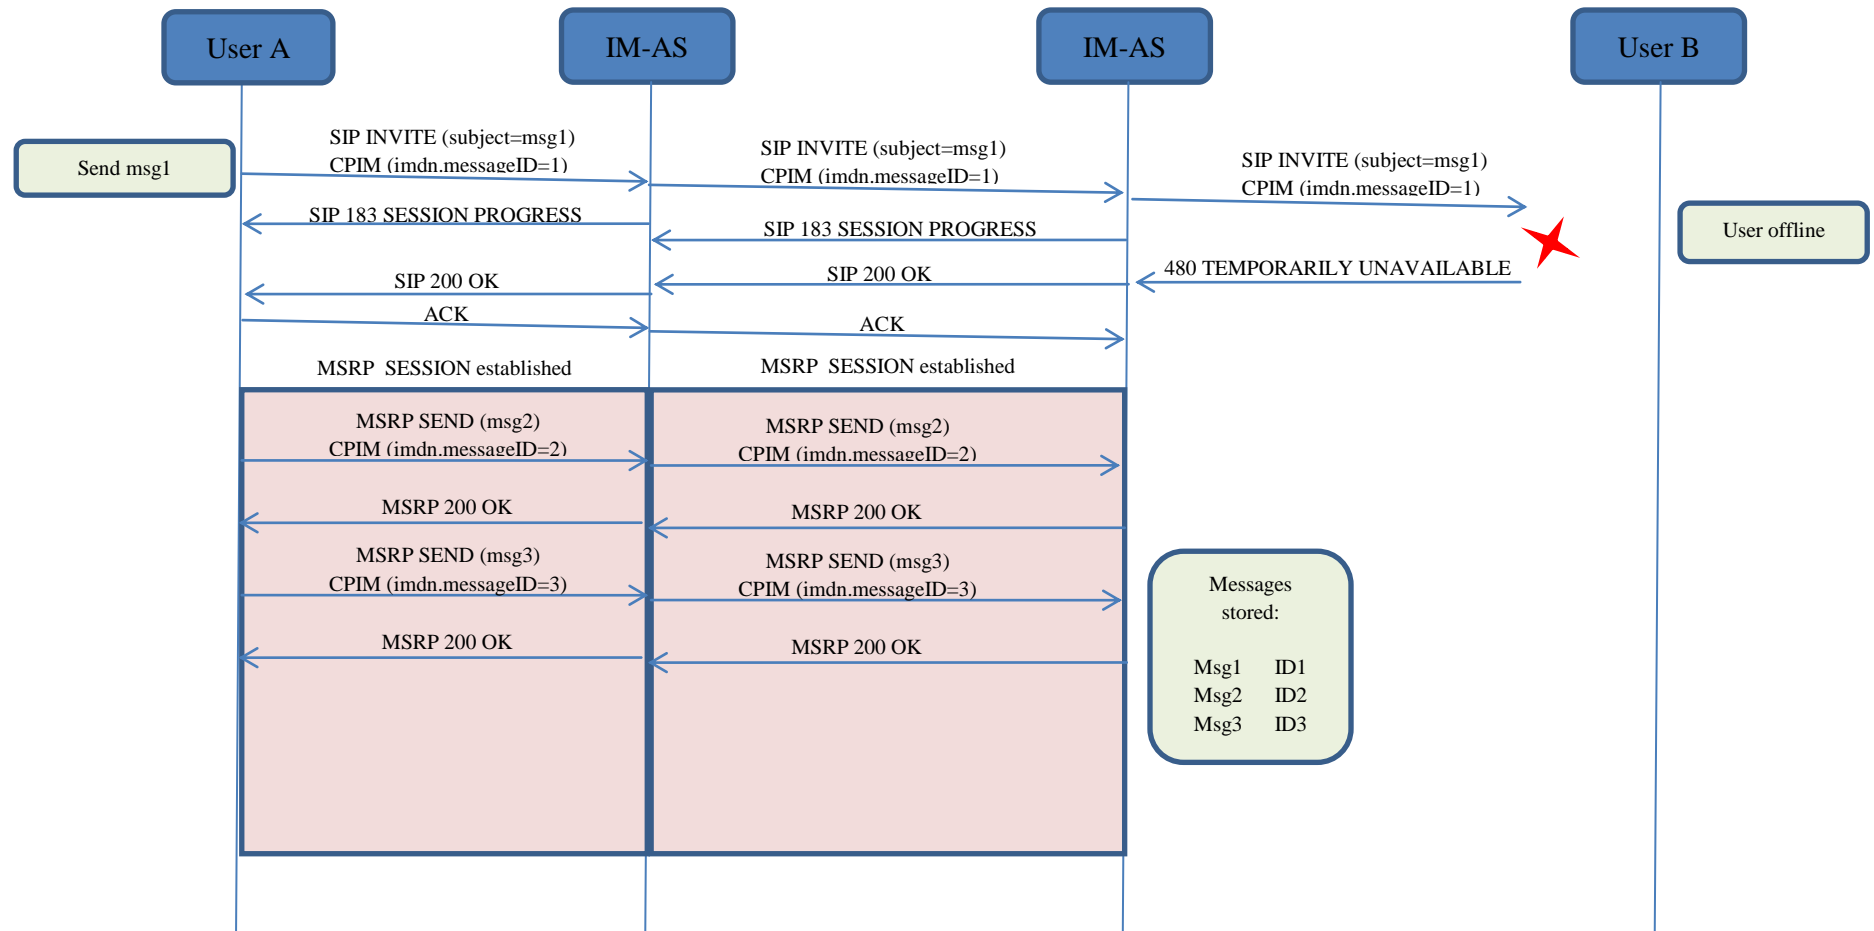 User A
IM-AS
IM-AS
User B
Send msg1
SIP INVITE (subject=msg1)
CPIM (imdn.messageID=1)
SIP INVITE (subject=msg1)
CPIM (imdn.messageID=1)
SIP INVITE (subject=msg1)
CPIM (imdn.messageID=1)
User offline
SIP 183 SESSION PROGRESS
SIP 183 SESSION PROGRESS
SIP 200 OK
SIP 200 OK
480 TEMPORARILY UNAVAILABLE
ACK
ACK
MSRP SESSION established
MSRP SESSION established
MSRP SEND (msg2)
CPIM (imdn.messageID=2)
MSRP SEND (msg2)
CPIM (imdn.messageID=2)
MSRP 200 OK
MSRP 200 OK
MSRP SEND (msg3)
CPIM (imdn.messageID=3)
MSRP SEND (msg3)
CPIM (imdn.messageID=3)
MSRP 200 OK
MSRP 200 OK
Messages
stored:
Msg1 ID1
Msg2 ID2
Msg3 ID3